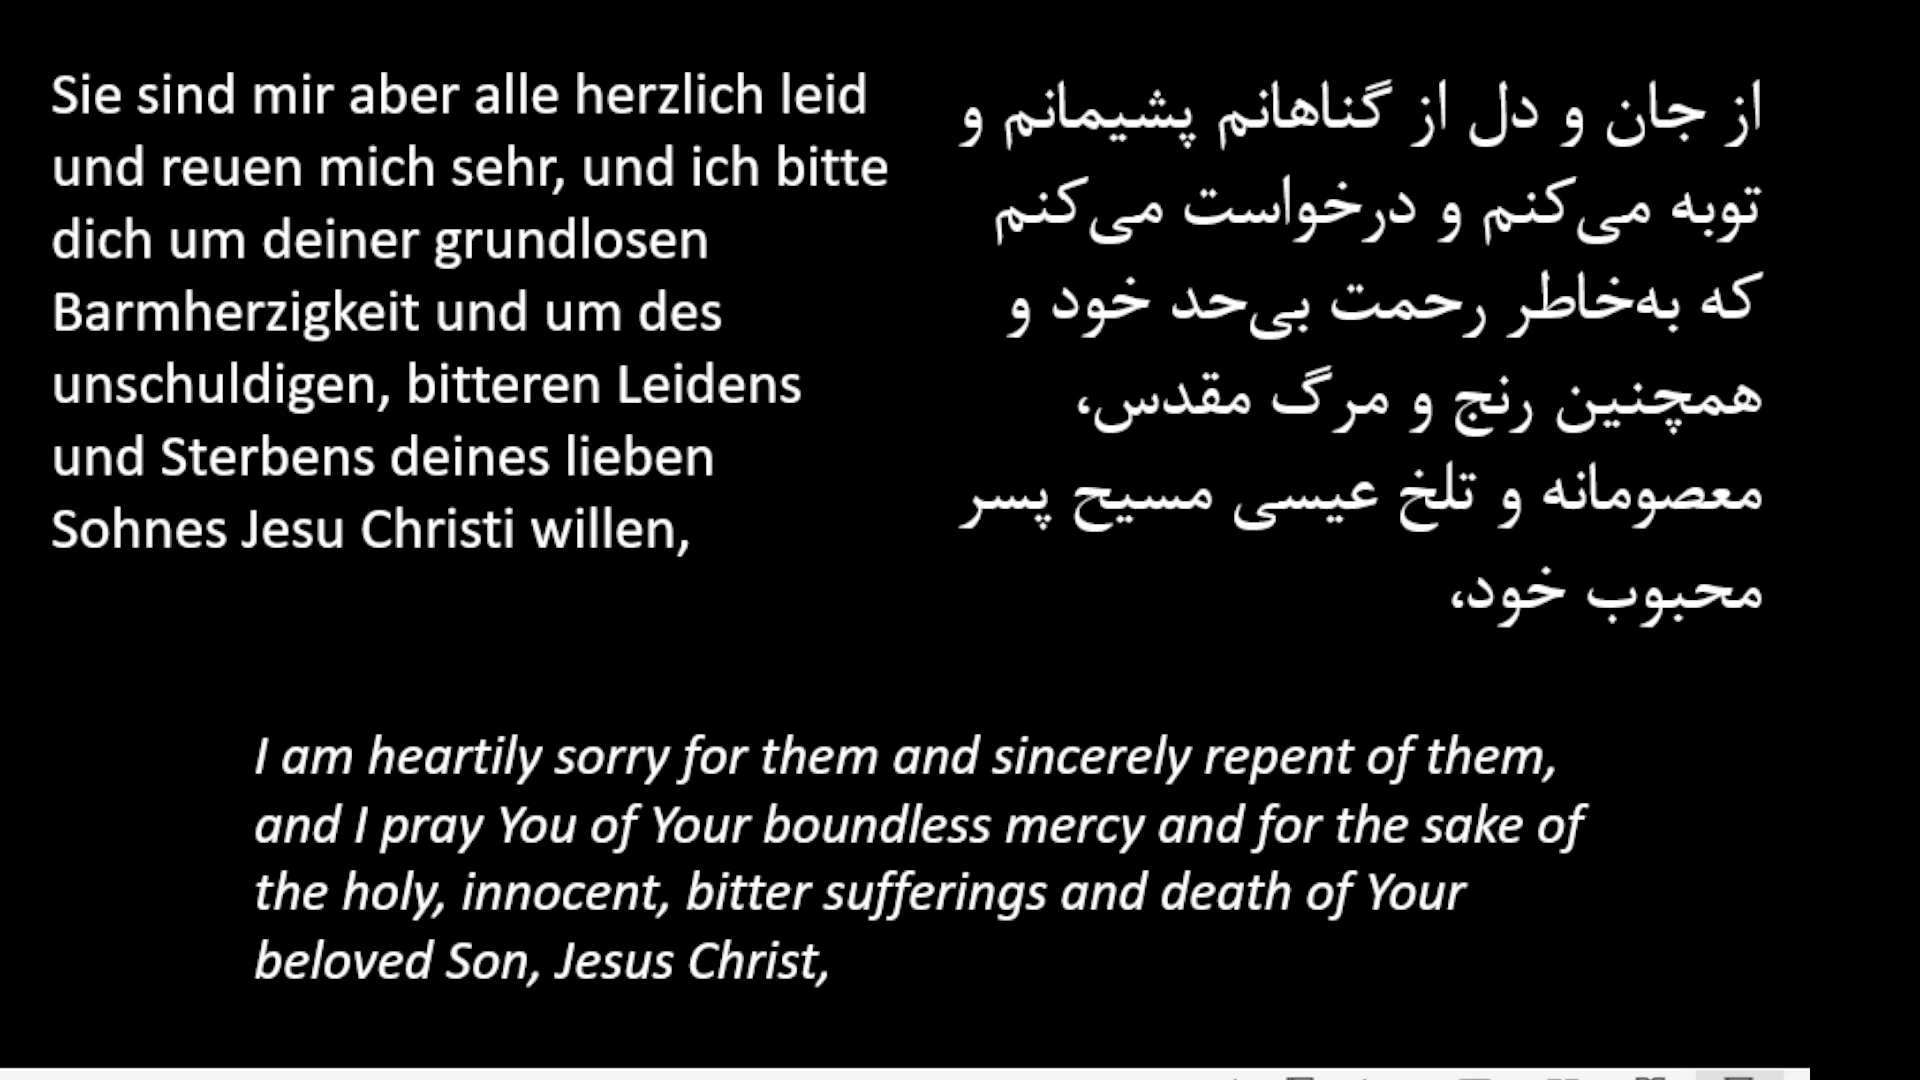 Sie sind mir aber alle herzlich leid
und reuen mich sehr, und ich bitte
dich um deiner grundlosen
Barmherzigkeit und um des
unschuldigen, bitteren Leidens
und Sterbens deines lieben
Sohnes Jesu Christi willen,
از جان و دل از گناهانم پشیمانم و
توبه می‌کنم و درخواست می‌کنم
که به‌خاطر رحمت بی‌حد خود و
همچنین رنج و مرگ مقدس،
معصومانه و تلخ عیسی مسیح پسر
محبوب خود،
I am heartily sorry for them and sincerely repent of them,
and I pray You of Your boundless mercy and for the sake of
the holy, innocent, bitter sufferings and death of Your
beloved Son, Jesus Christ,